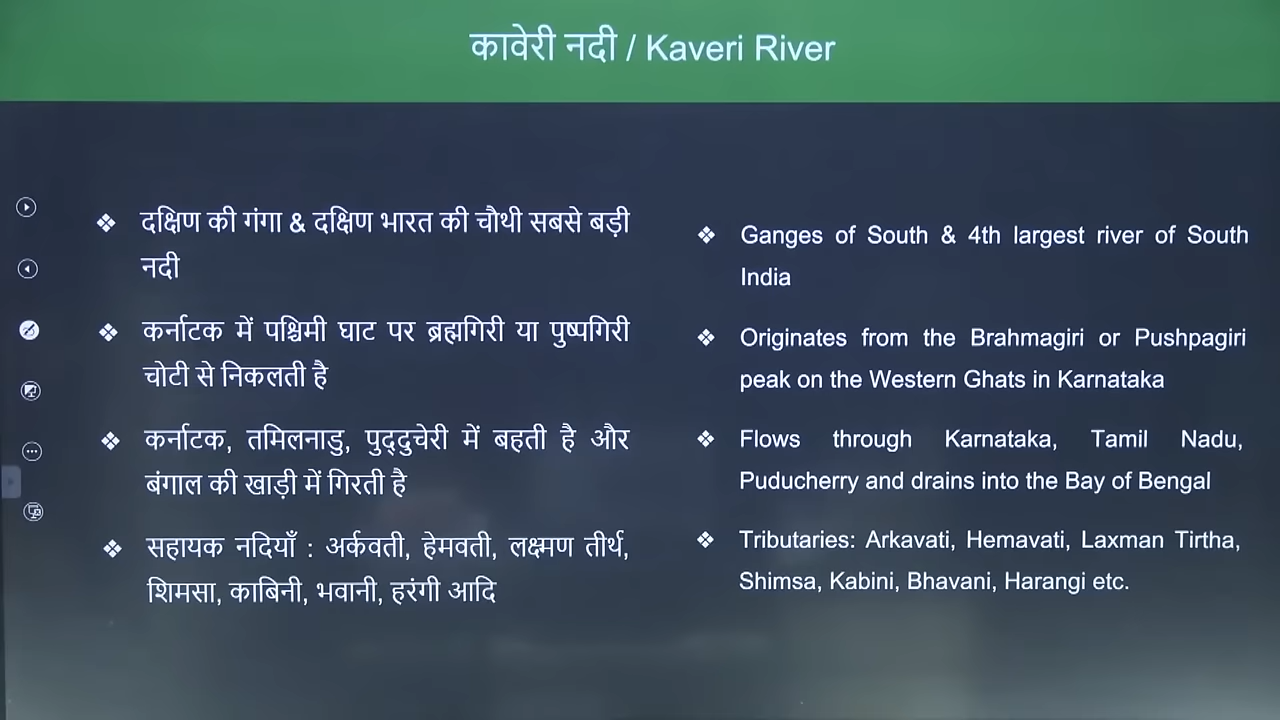 कावेरी नदी / Kaveri River
❖ दक्षिण की गंगा & दक्षिण भारत की चौथी सबसे बड़ी
नदी
❖ कर्नाटक में पश्चिमी घाट पर ब्रह्मगिरी या पुष्पगिरी
चोटी से निकलती है
❖ कर्नाटक, तमिलनाडु, पुद्दुचेरी में बहती है और
बंगाल की खाड़ी में गिरती है
❖ सहायक नदियाँ : अर्कवती, हेमवती, लक्ष्मण तीर्थ,
शिमसा, काबिनी, भवानी, हरंगी आदि
❖ Ganges of South & 4th largest river of South
India
❖ Originates from the Brahmagiri or Pushpagiri
peak on the Western Ghats in Karnataka
❖ Flows through Karnataka, Tamil Nadu,
Puducherry and drains into the Bay of Bengal
❖ Tributaries: Arkavati, Hemavati, Laxman Tirtha,
Shimsa, Kabini, Bhavani, Harangi etc.